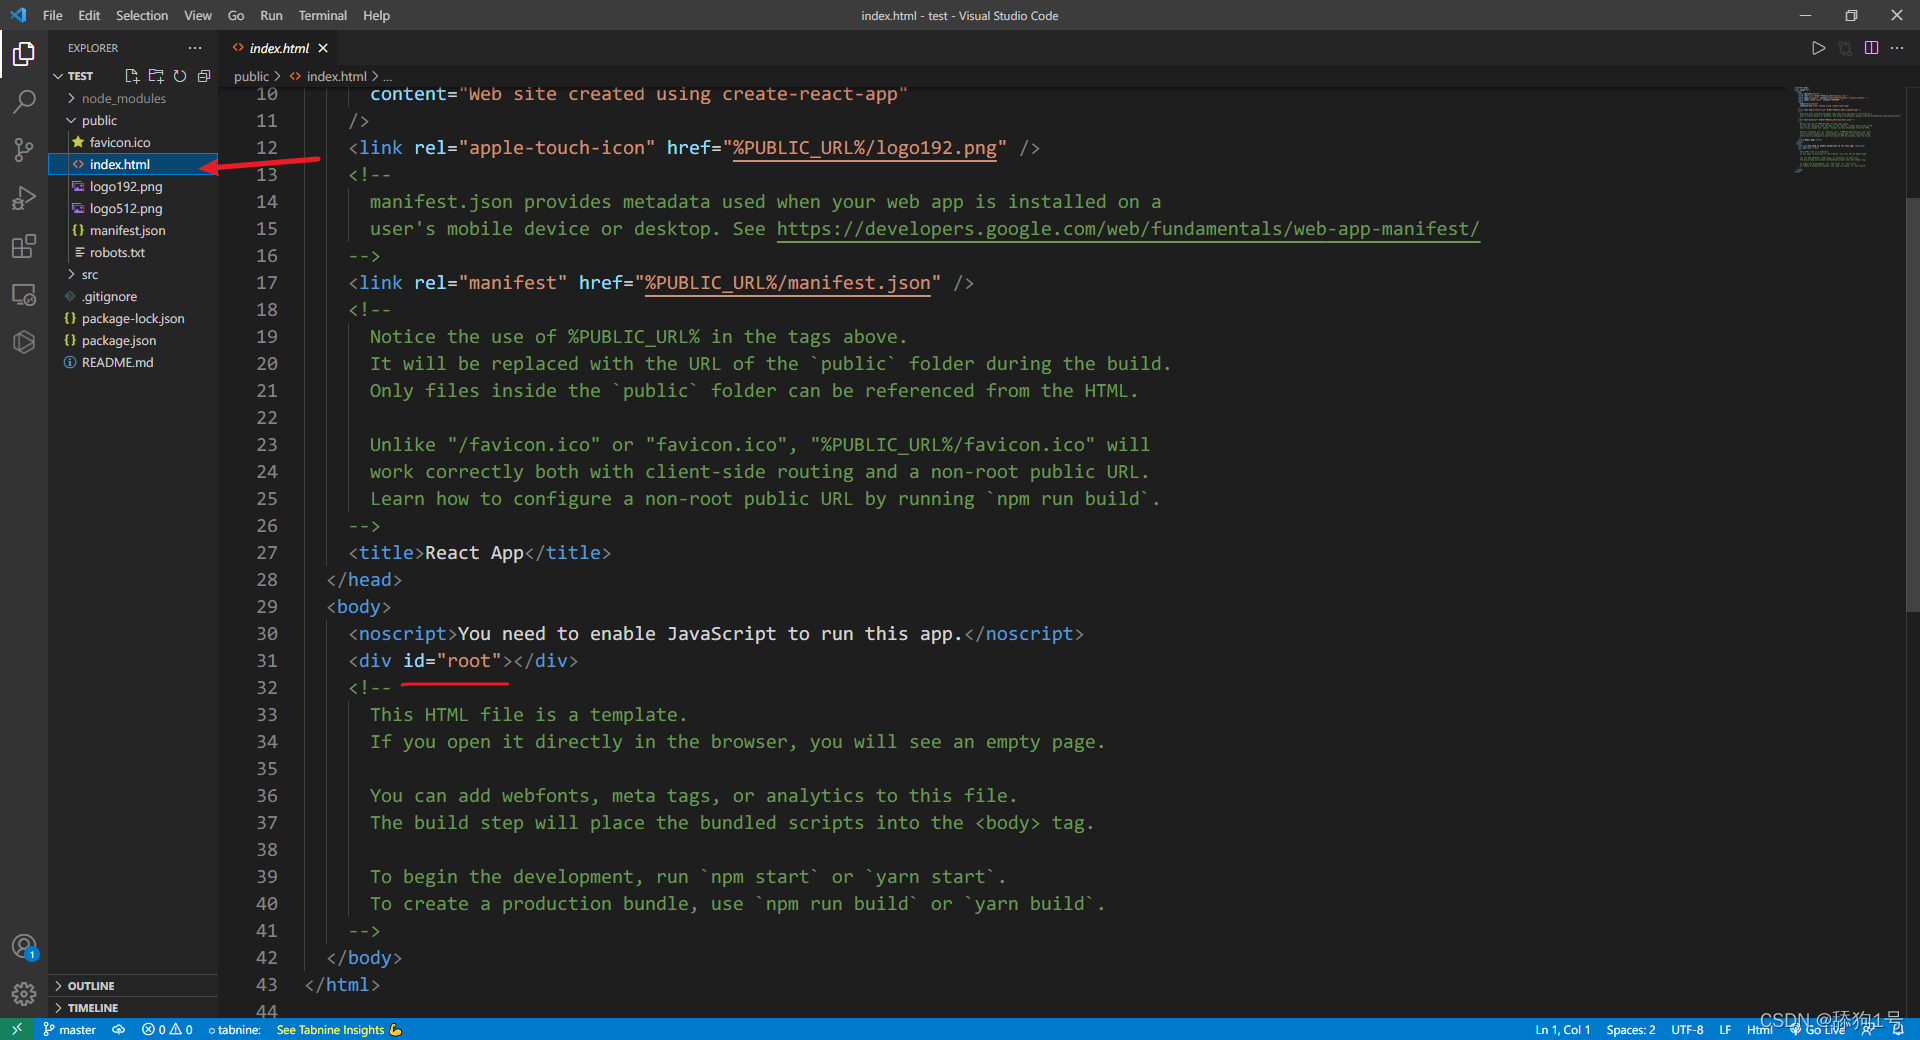 File Edit Selection View Go Run Terminal Help
index.html - test - Visual Studio Code
EXPLORER ···
TEST
node_modules
public
favicon.ico
<> index.html
logo192.png
logo512.png
{} manifest.json
robots.txt
src
.gitignore
{} package-lock.json
{} package.json
README.md
1
OUTLINE
TIMELINE
<> index.html ×
···
public > <> index.html > ...
10 content="Web site created using create-react-app"
11 />
12 <link rel="apple-touch-icon" href="%PUBLIC_URL%/logo192.png" />
13 <!--
14 manifest.json provides metadata used when your web app is installed on a
15 user's mobile device or desktop. See https://developers.google.com/web/fundamentals/web-app-manifest/
16 -->
17 <link rel="manifest" href="%PUBLIC_URL%/manifest.json" />
18 <!--
19 Notice the use of %PUBLIC_URL% in the tags above.
20 It will be replaced with the URL of the `public` folder during the build.
21 Only files inside the `public` folder can be referenced from the HTML.
22
23 Unlike "/favicon.ico" or "favicon.ico", "%PUBLIC_URL%/favicon.ico" will
24 work correctly both with client-side routing and a non-root public URL.
25 Learn how to configure a non-root public URL by running `npm run build`.
26 -->
27 <title>React App</title>
28 </head>
29 <body>
30 <noscript>You need to enable JavaScript to run this app.</noscript>
31 <div id="root"></div>
32 <!--
33 This HTML file is a template.
34 If you open it directly in the browser, you will see an empty page.
35
36 You can add webfonts, meta tags, or analytics to this file.
37 The build step will place the bundled scripts into the <body> tag.
38
39 To begin the development, run `npm start` or `yarn start`.
40 To create a production bundle, use `npm run build` or `yarn build`.
41 -->
42 </body>
43 </html>
44
master 0 0 tabnine: See Tabnine Insights
Ln 1, Col 1 Spaces: 2 UTF-8 LF Html Go Live
CSDN @舔狗1号